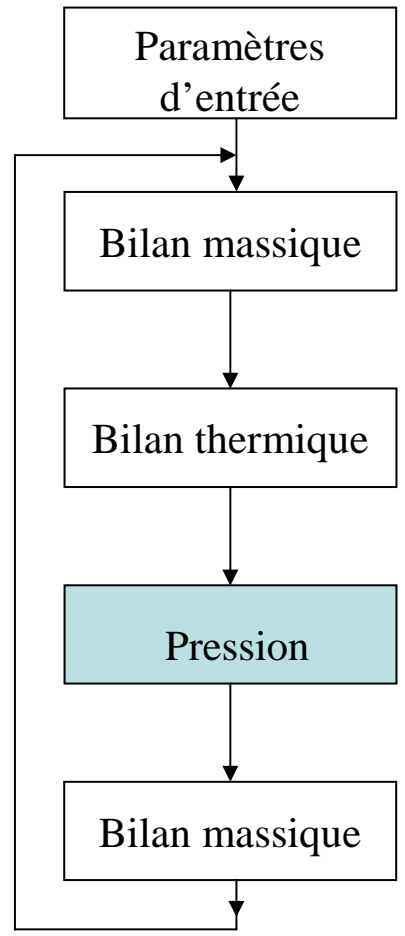 Paramètres
d’entrée
Bilan massique
Bilan thermique
Pression
Bilan massique